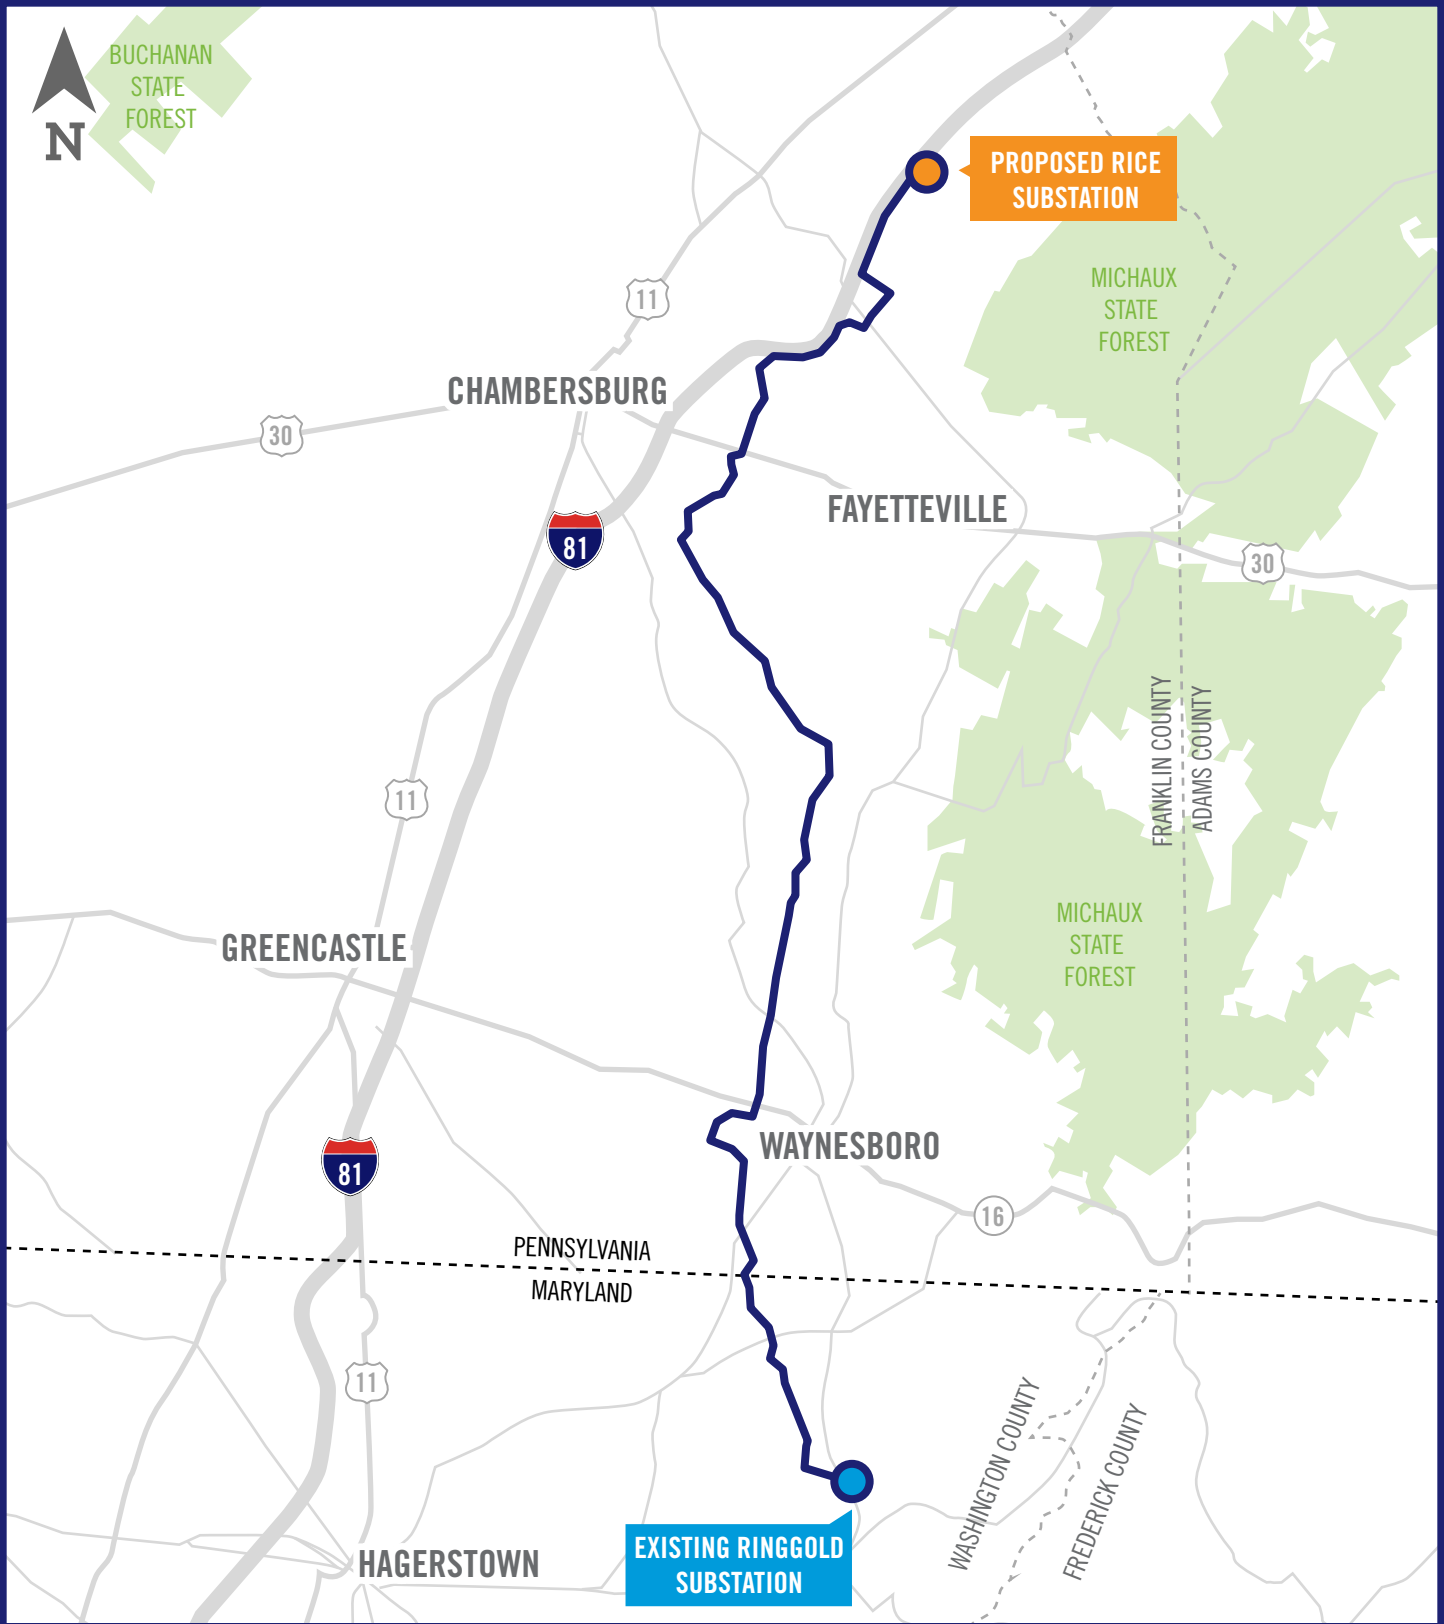 BUCHANAN
STATE
FOREST
N
PROPOSED RICE
SUBSTATION
MICHAUX
STATE
FOREST
11
CHAMBERSBURG
30
FAYETTEVILLE
81
30
FRANKLIN COUNTY
ADAMS COUNTY
11
MICHAUX
STATE
FOREST
GREENCASTLE
WAYNESBORO
81
16
PENNSYLVANIA
MARYLAND
11
WASHINGTON COUNTY
FREDERICK COUNTY
EXISTING RINGGOLD
SUBSTATION
HAGERSTOWN